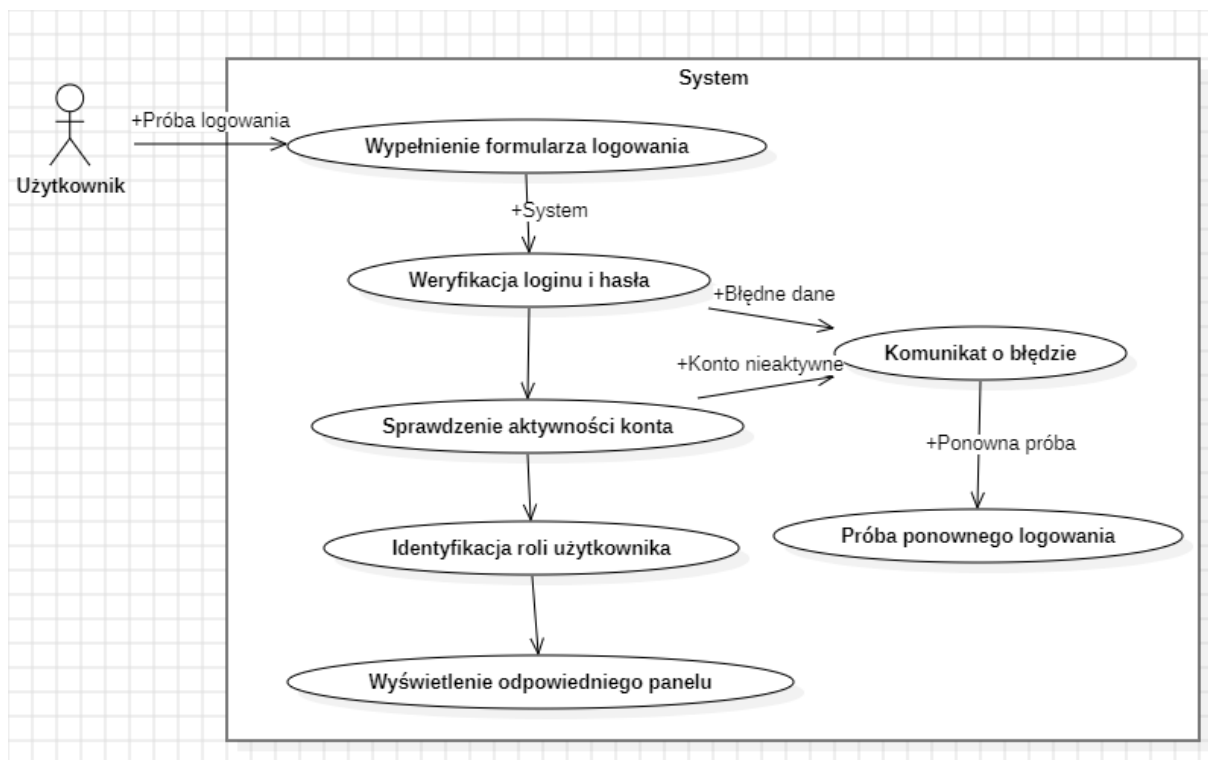 System
+Próba logowania
Wypełnienie formularza logowania
Użytkownik
+System
Weryfikacja loginu i hasła
+Błędne dane
Komunikat o błędzie
+Konto nieaktywne
Sprawdzenie aktywności konta
+Ponowna próba
Próba ponownego logowania
Identyfikacja roli użytkownika
Wyświetlenie odpowiedniego panelu